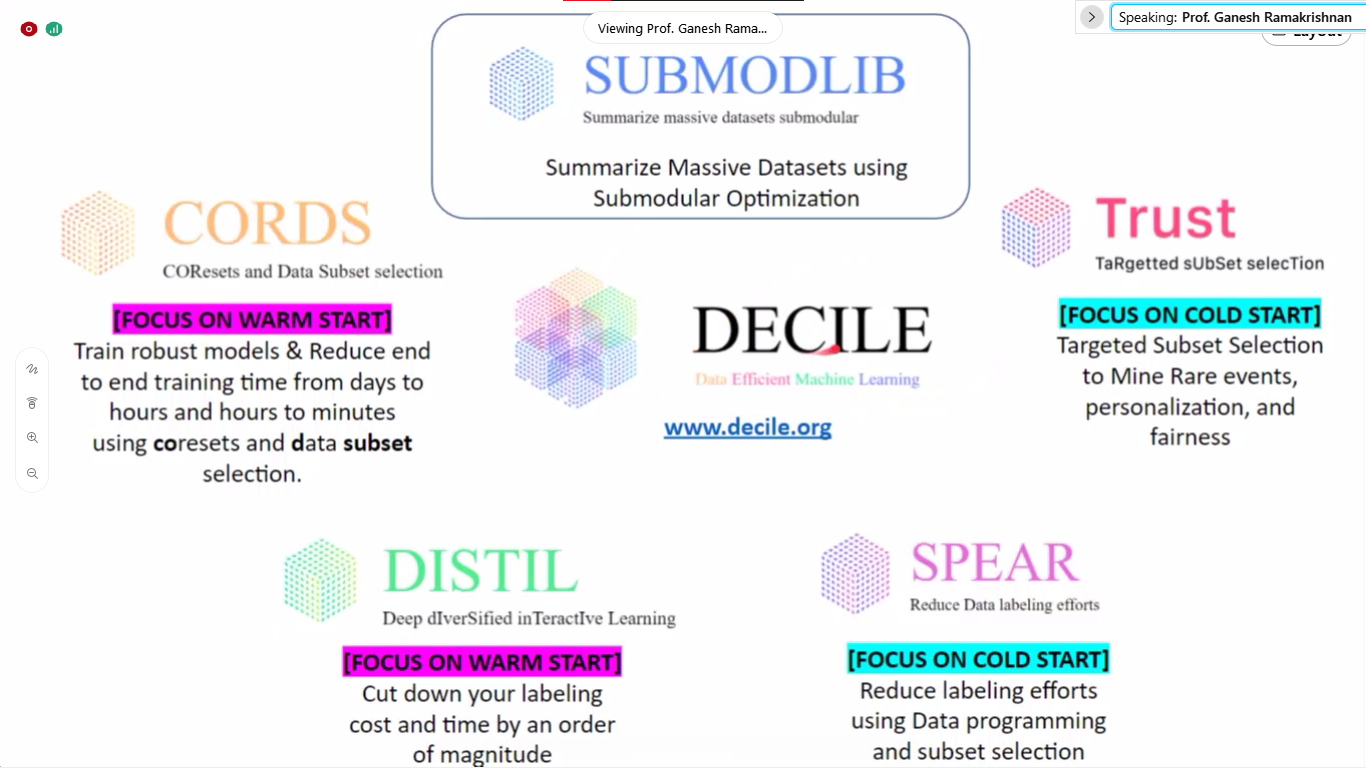 Viewing Prof. Ganesh Rama...
Speaking: Prof. Ganesh Ramakrishnan
Layout
SUBMODLIB
Summarize massive datasets submodular
Summarize Massive Datasets using
Submodular Optimization
CORDS
COResets and Data Subset selection
[FOCUS ON WARM START]
Train robust models & Reduce end
to end training time from days to
hours and hours to minutes
using coresets and data subset
selection.
DECILE
Data Efficient Machine Learning
www.decile.org
Trust
TaRgetted sUbSet selecTion
[FOCUS ON COLD START]
Targeted Subset Selection
to Mine Rare events,
personalization, and
fairness
DISTIL
Deep dIverSified inTeractIve Learning
[FOCUS ON WARM START]
Cut down your labeling
cost and time by an order
of magnitude
SPEAR
Reduce Data labeling efforts
[FOCUS ON COLD START]
Reduce labeling efforts
using Data programming
and subset selection